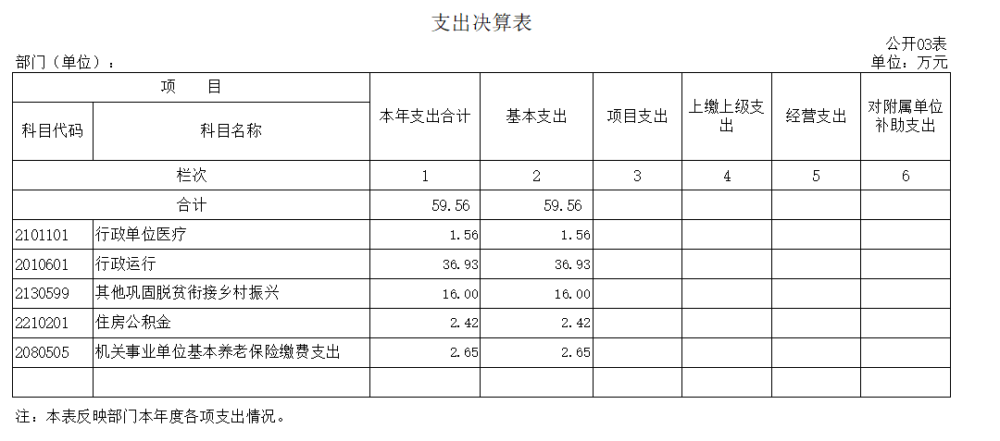 支出决算表
公开03表
部门（单位）： 单位：万元
项 目 本年支出合计 基本支出 项目支出 上缴上级支出 经营支出 对附属单位补助支出
科目代码 科目名称
栏次 1 2 3 4 5 6
合计 59.56 59.56
2101101 行政单位医疗 1.56 1.56
2010601 行政运行 36.93 36.93
2130599 其他巩固脱贫衔接乡村振兴 16.00 16.00
2210201 住房公积金 2.42 2.42
2080505 机关事业单位基本养老保险缴费支出 2.65 2.65
注：本表反映部门本年度各项支出情况。